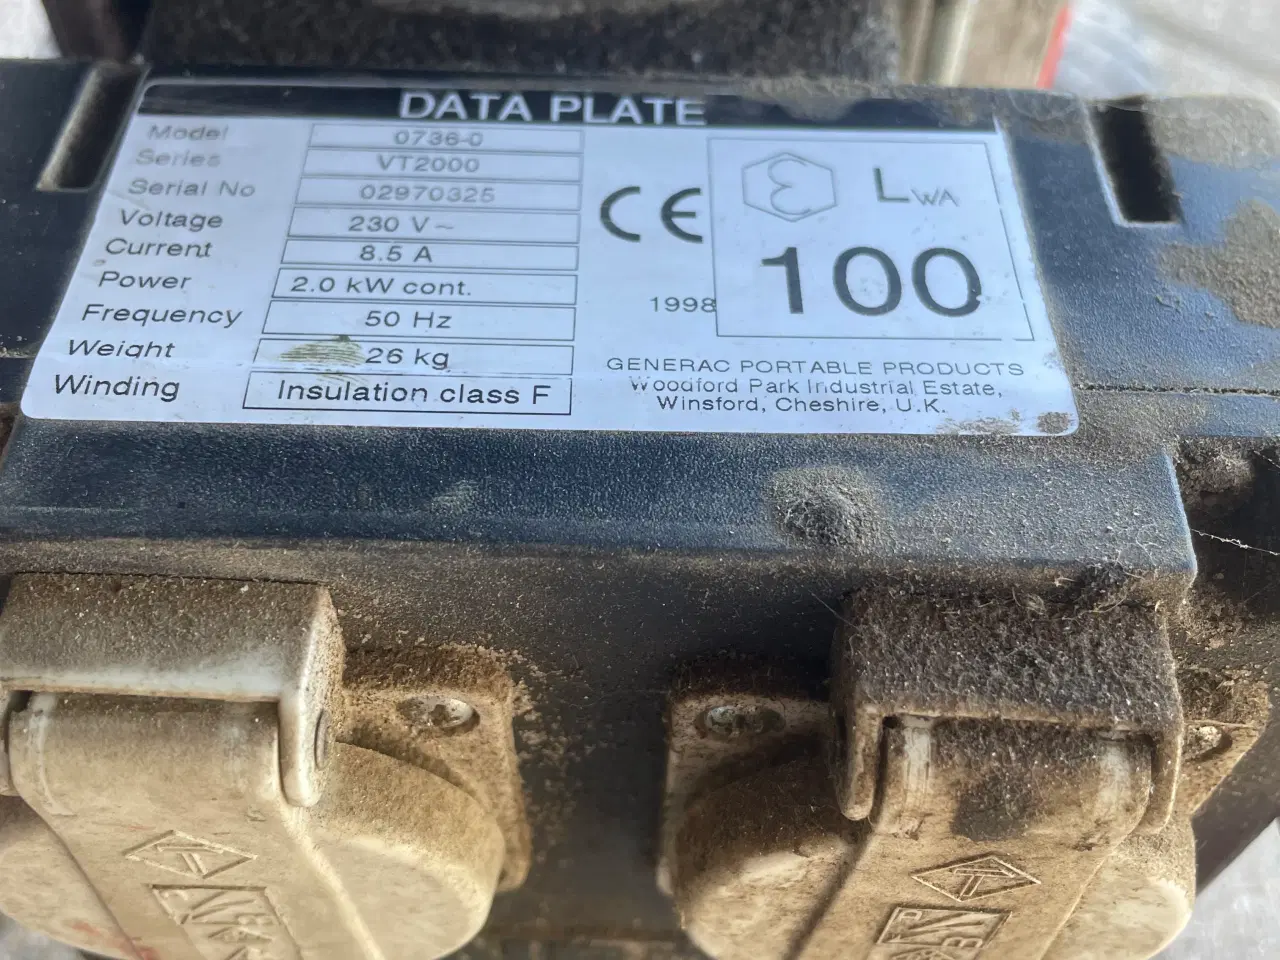 DATA PLATE
Model 0736-0
Series VT2000
Serial No 02970325
Voltage 230 V~
Current 8.5 A
Power 2.0 kW cont.
Frequency 50 Hz
Weight 26 kg
Winding Insulation class F
CE
1998
LWA
100
GENERAC PORTABLE PRODUCTS
Woodford Park Industrial Estate,
Winsford, Cheshire, U.K.